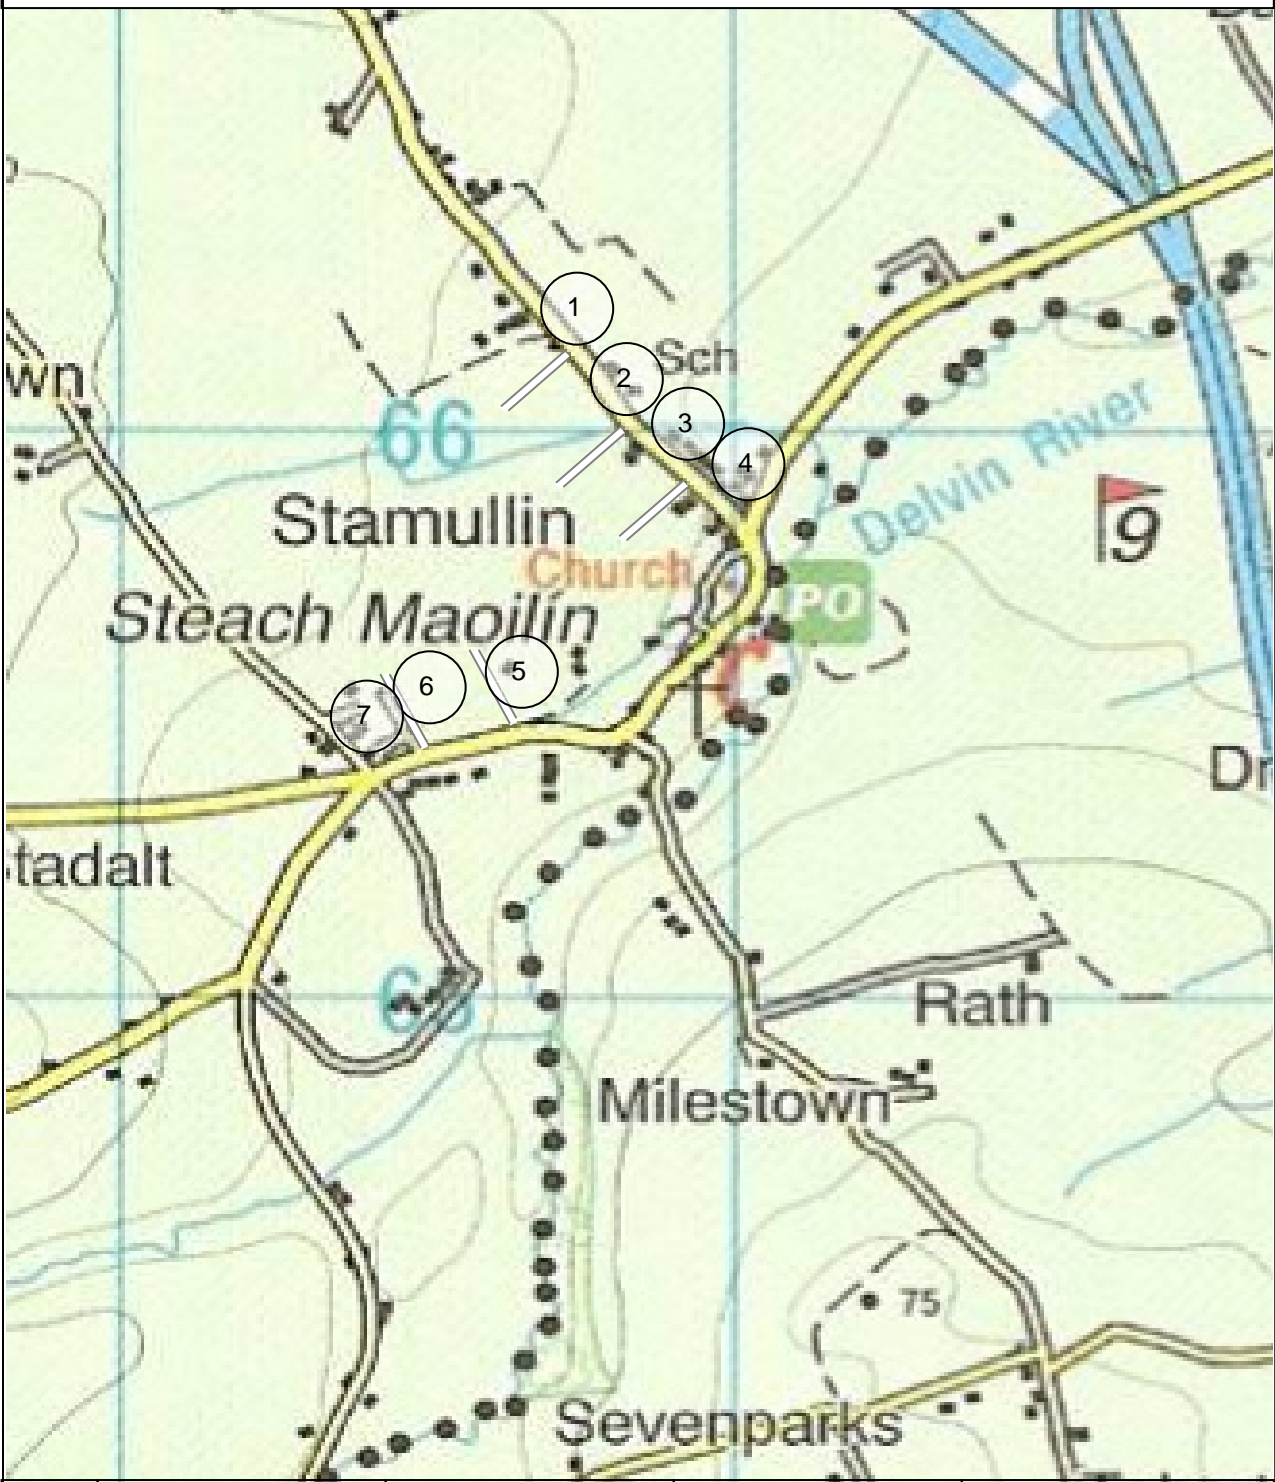 1
Sch
2
wn
3
66
4
Stamullin
Delvin River
9
Church
PO
Steach Maoilín
5
6
7
Dr
tadalt
Rath
Milestown
75
Sevenparks